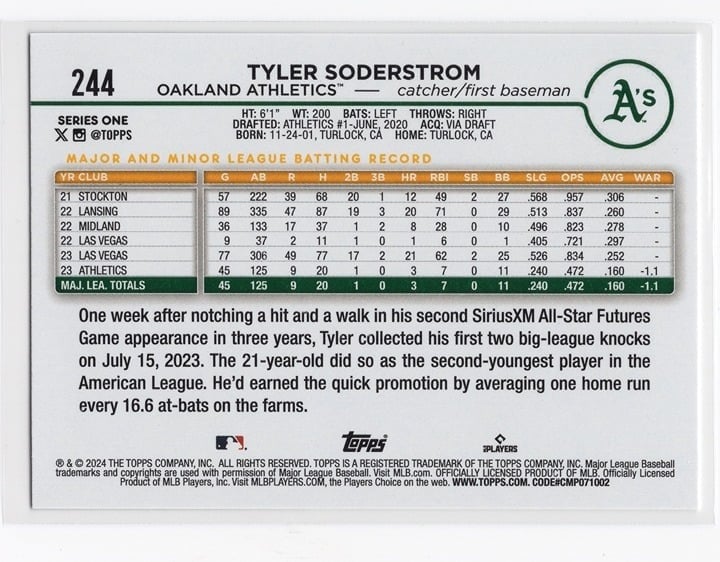 244
TYLER SODERSTROM
OAKLAND ATHLETICS™ — catcher/first baseman
A's
SERIES ONE
@TOPPS
HT: 6'1" WT: 200 BATS: LEFT THROWS: RIGHT
DRAFTED: ATHLETICS #1-JUNE, 2020 ACQ: VIA DRAFT
BORN: 11-24-01, TURLOCK, CA HOME: TURLOCK, CA
MAJOR AND MINOR LEAGUE BATTING RECORD
YR CLUB G AB R H 2B 3B HR RBI SB BB SLG OPS AVG WAR
21 STOCKTON 57 222 39 68 20 1 12 49 2 27 .568 .957 .306 -
22 LANSING 89 335 47 87 19 3 20 71 0 29 .513 .837 .260 -
22 MIDLAND 36 133 17 37 1 2 8 28 0 10 .496 .823 .278 -
22 LAS VEGAS 9 37 2 11 1 0 1 6 0 1 .405 .721 .297 -
23 LAS VEGAS 77 306 49 77 17 2 21 62 2 25 .526 .834 .252 -
23 ATHLETICS 45 125 9 20 1 0 3 7 0 11 .240 .472 .160 -1.1
MAJ. LEA. TOTALS 45 125 9 20 1 0 3 7 0 11 .240 .472 .160 -1.1
One week after notching a hit and a walk in his second SiriusXM All-Star Futures
Game appearance in three years, Tyler collected his first two big-league knocks
on July 15, 2023. The 21-year-old did so as the second-youngest player in the
American League. He'd earned the quick promotion by averaging one home run
every 16.6 at-bats on the farms.
Topps
PLAYERS
® & © 2024 THE TOPPS COMPANY, INC. ALL RIGHTS RESERVED. TOPPS IS A REGISTERED TRADEMARK OF THE TOPPS COMPANY, INC. Major League Baseball
trademarks and copyrights are used with permission of Major League Baseball. Visit MLB.com. OFFICIALLY LICENSED PRODUCT OF MLB. Officially Licensed
Product of MLB Players, Inc. Visit MLBPLAYERS.COM, the Players Choice on the web. WWW.TOPPS.COM. CODE#CMP071002